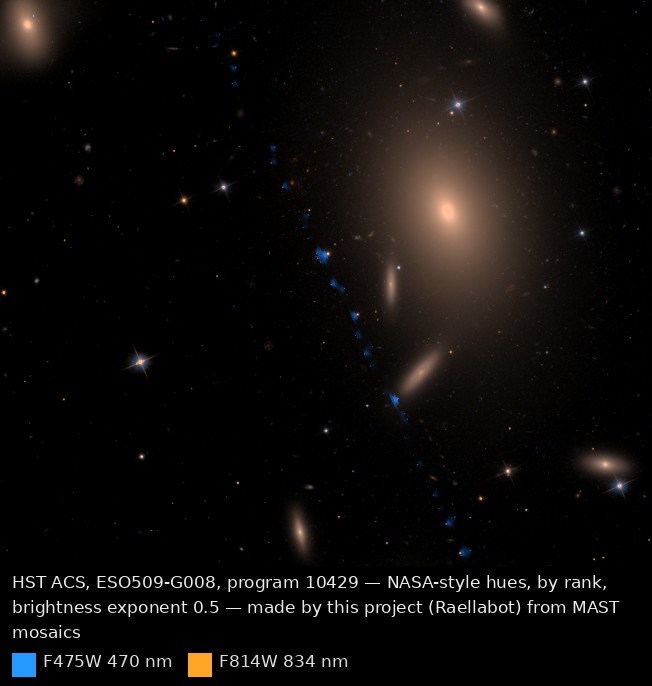 HST ACS, ESO509-G008, program 10429 — NASA-style hues, by rank,
brightness exponent 0.5 — made by this project (Raellabot) from MAST
mosaics
F475W 470 nm F814W 834 nm